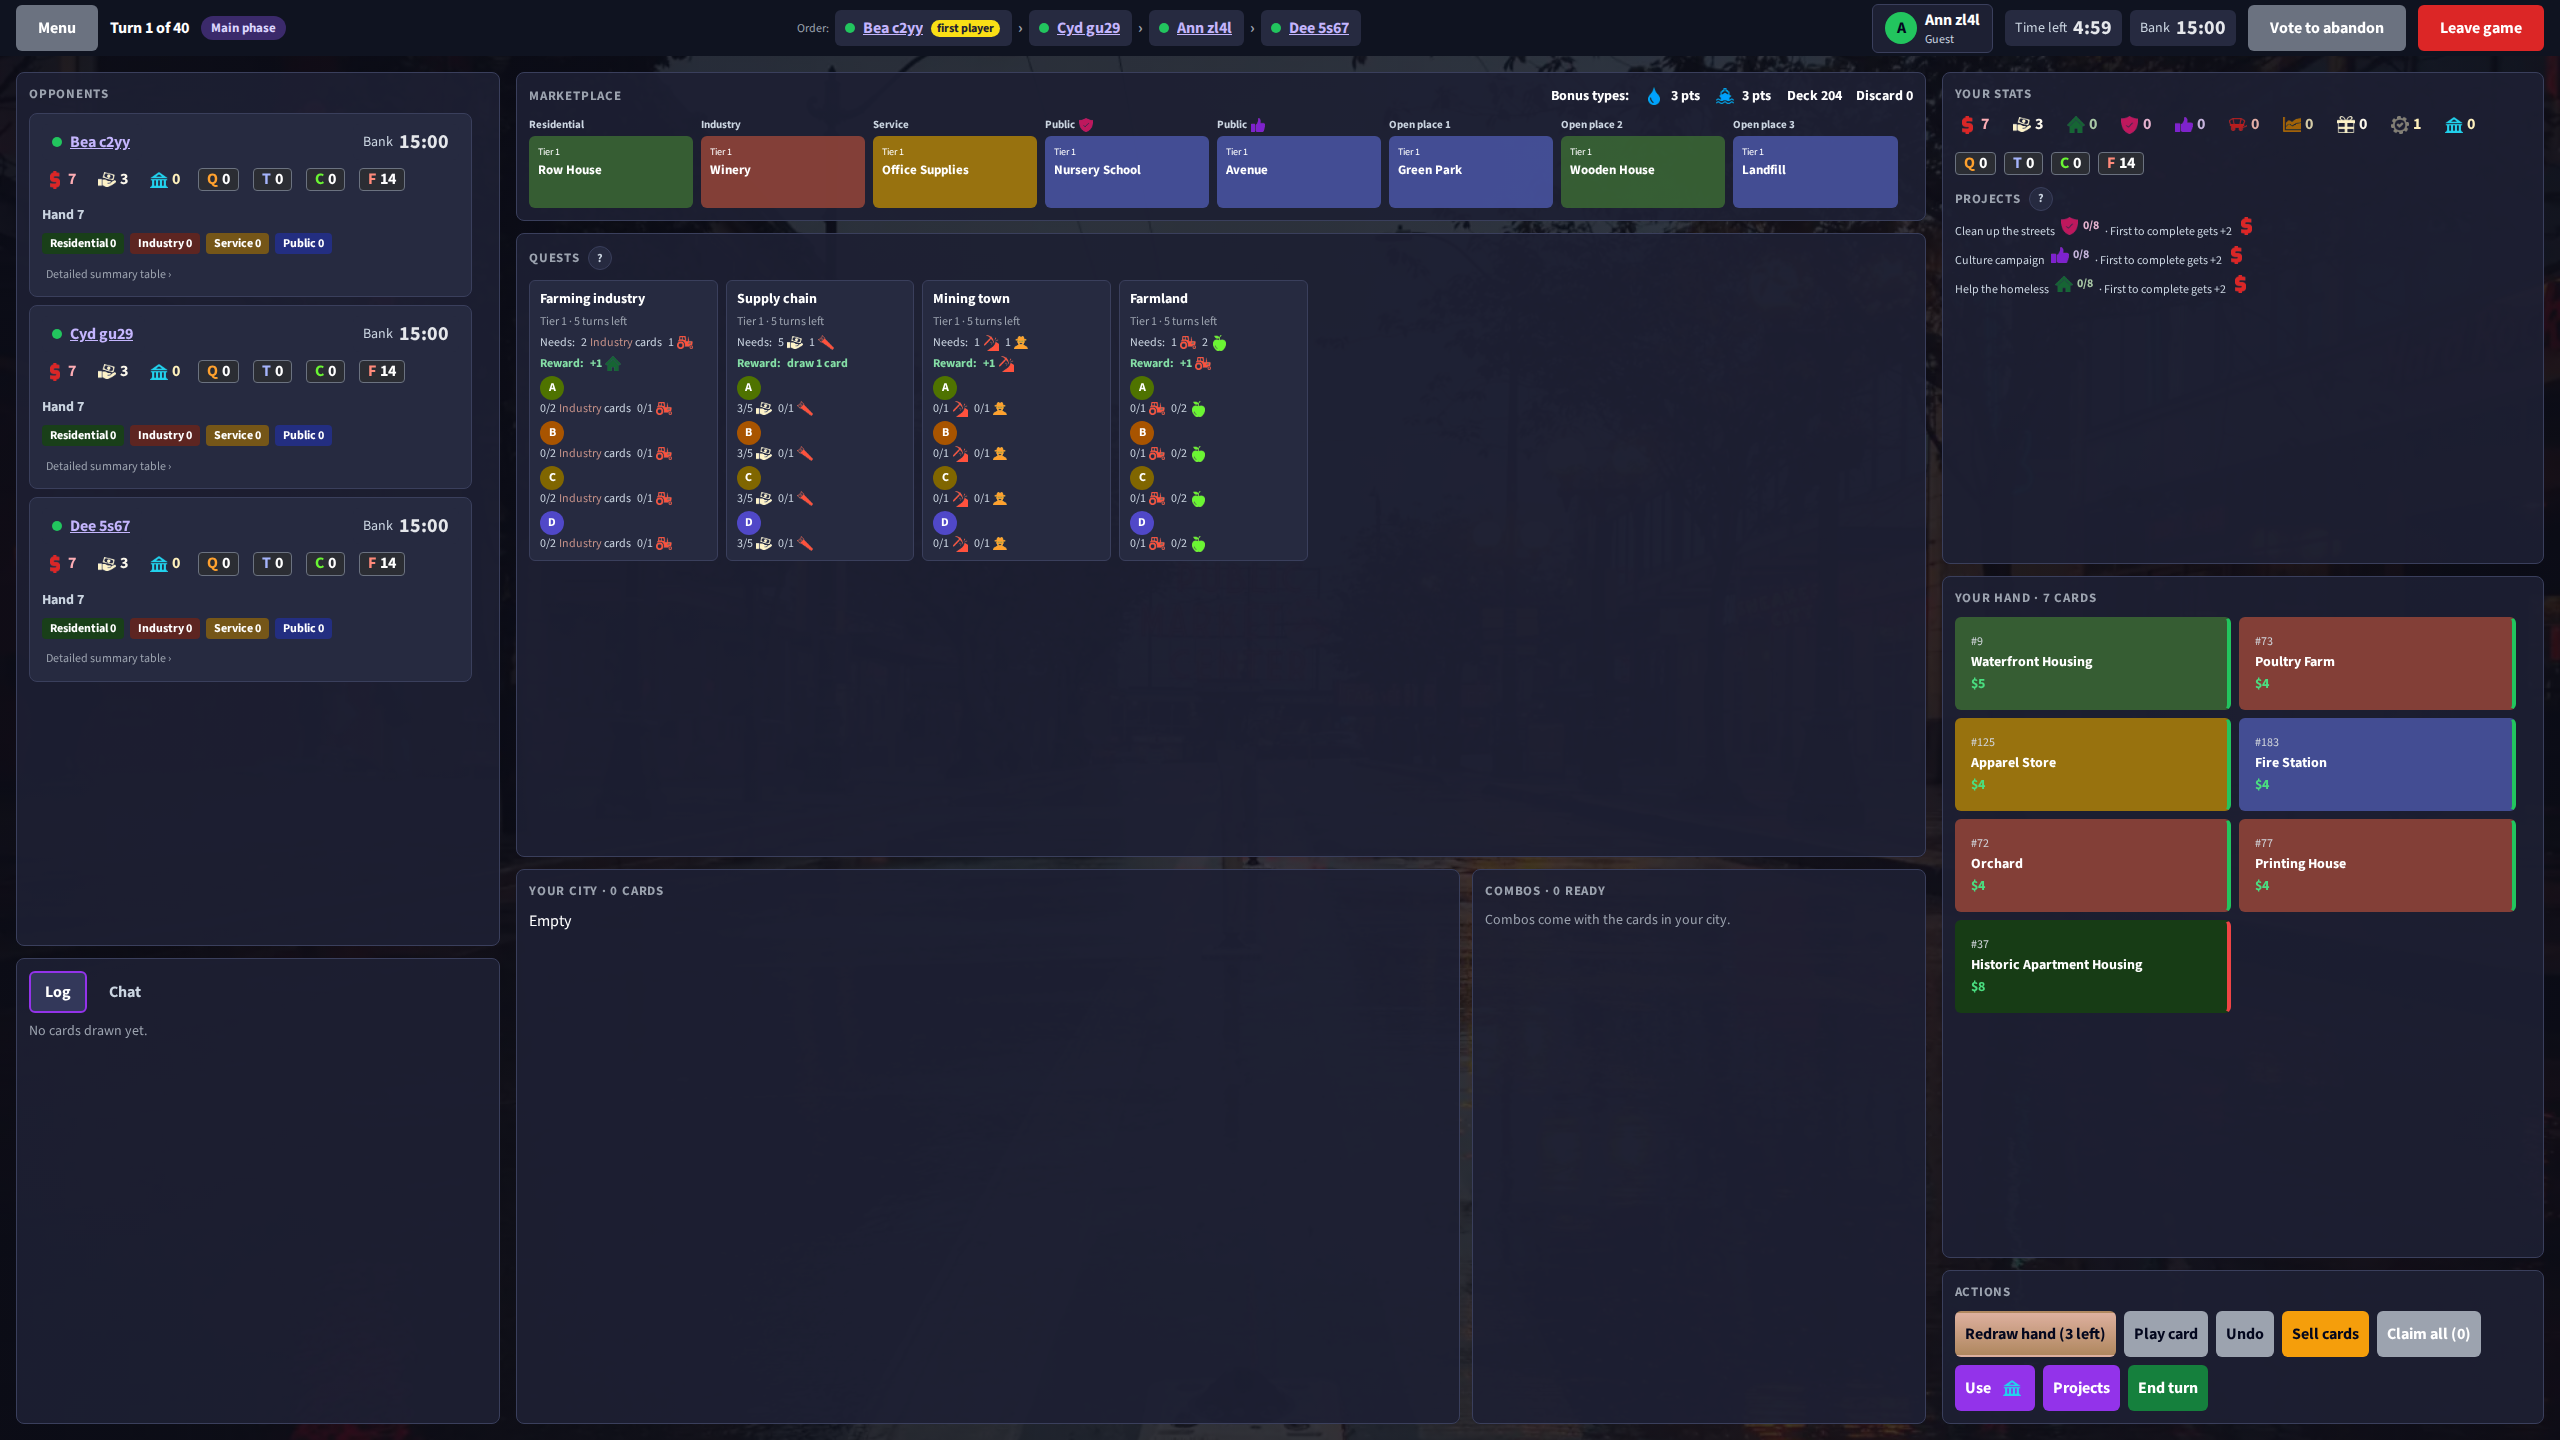 Menu
Turn 1 of 40
Main phase
Order: Bea c2yy first player › Cyd gu29 › Ann zl4l › Dee 5s67
A
Ann zl4l
Guest
Time left 4:59
Bank 15:00
Vote to abandon
Leave game
OPPONENTS
Bea c2yy
Bank 15:00
7 3 0 Q 0 T 0 C 0 F 14
Hand 7
Residential 0 Industry 0 Service 0 Public 0
Detailed summary table ›
Cyd gu29
Bank 15:00
7 3 0 Q 0 T 0 C 0 F 14
Hand 7
Residential 0 Industry 0 Service 0 Public 0
Detailed summary table ›
Dee 5s67
Bank 15:00
7 3 0 Q 0 T 0 C 0 F 14
Hand 7
Residential 0 Industry 0 Service 0 Public 0
Detailed summary table ›
Log
Chat
No cards drawn yet.
MARKETPLACE
Bonus types: 3 pts 3 pts Deck 204 Discard 0
Residential
Tier 1
Row House
Industry
Tier 1
Winery
Service
Tier 1
Office Supplies
Public
Tier 1
Nursery School
Public
Tier 1
Avenue
Open place 1
Tier 1
Green Park
Open place 2
Tier 1
Wooden House
Open place 3
Tier 1
Landfill
QUESTS ?
Farming industry
Tier 1 · 5 turns left
Needs: 2 Industry cards 1
Reward: +1
A
0/2 Industry cards 0/1
B
0/2 Industry cards 0/1
C
0/2 Industry cards 0/1
D
0/2 Industry cards 0/1
Supply chain
Tier 1 · 5 turns left
Needs: 5 1
Reward: draw 1 card
A
3/5 0/1
B
3/5 0/1
C
3/5 0/1
D
3/5 0/1
Mining town
Tier 1 · 5 turns left
Needs: 1 1
Reward: +1
A
0/1 0/1
B
0/1 0/1
C
0/1 0/1
D
0/1 0/1
Farmland
Tier 1 · 5 turns left
Needs: 1 2
Reward: +1
A
0/1 0/2
B
0/1 0/2
C
0/1 0/2
D
0/1 0/2
YOUR CITY · 0 CARDS
Empty
COMBOS · 0 READY
Combos come with the cards in your city.
YOUR STATS
7 3 0 0 0 0 0 0 1 0
Q 0 T 0 C 0 F 14
PROJECTS ?
Clean up the streets 0/8 · First to complete gets +2
Culture campaign 0/8 · First to complete gets +2
Help the homeless 0/8 · First to complete gets +2
YOUR HAND · 7 CARDS
#9
Waterfront Housing
$5
#73
Poultry Farm
$4
#125
Apparel Store
$4
#183
Fire Station
$4
#72
Orchard
$4
#77
Printing House
$4
#37
Historic Apartment Housing
$8
ACTIONS
Redraw hand (3 left)
Play card
Undo
Sell cards
Claim all (0)
Use
Projects
End turn